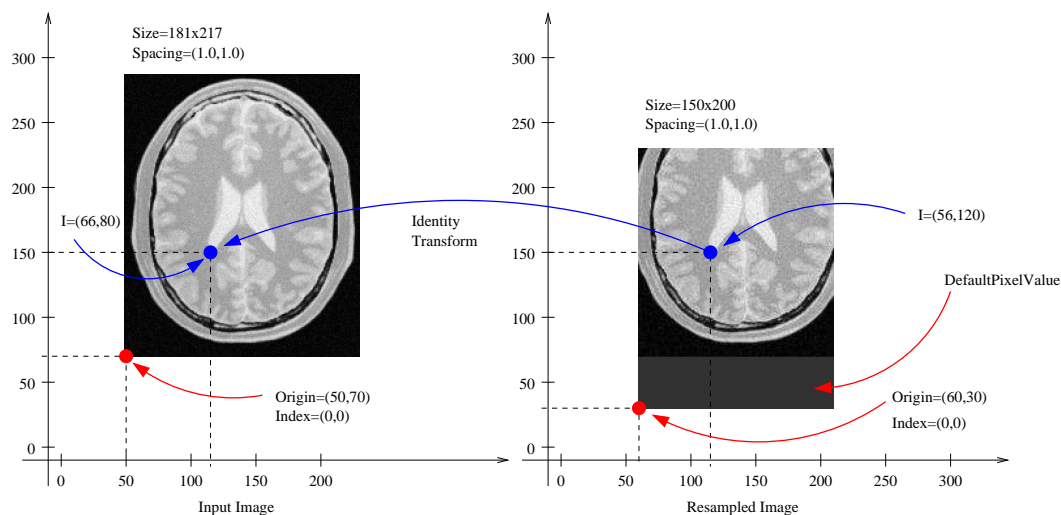 Size=181x217
Spacing=(1.0,1.0)
300
250
200
150
100
50
0
I=(66,80)
Origin=(50,70)
Index=(0,0)
0 50 100 150 200
Input Image
Identity
Transform
Size=150x200
Spacing=(1.0,1.0)
300
250
200
150
100
50
0
I=(56,120)
DefaultPixelValue
Origin=(60,30)
Index=(0,0)
0 50 100 150 200 250 300
Resampled Image